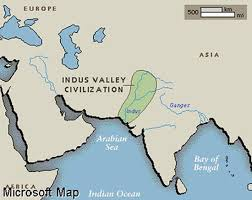 EUROPE
500
km
mi
ASIA
INDUS VALLEY
CIVILIZATION
Indus
Ganges
Arabian
Sea
Bay of
Bengal
AFRICA
Indian Ocean
Microsoft Map